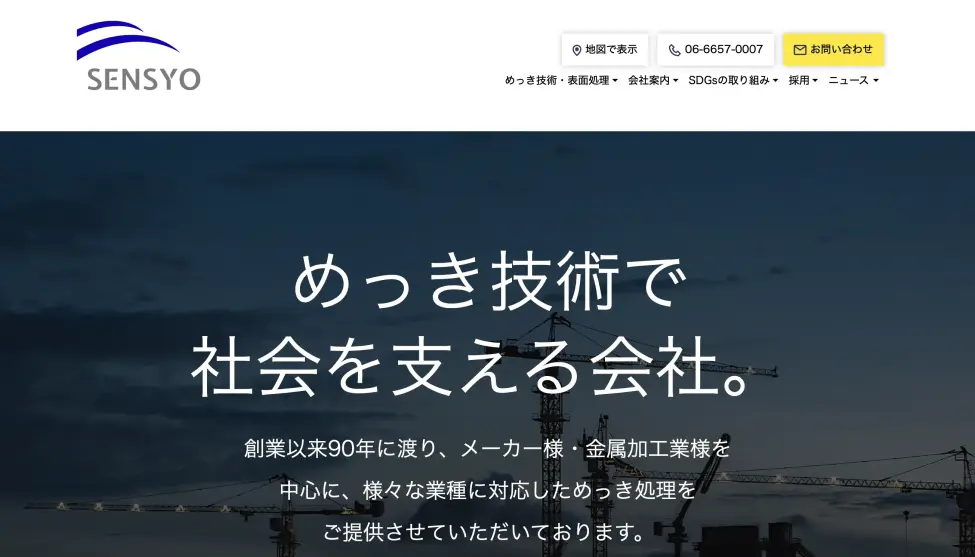 SENSYO
地図で表示
06-6657-0007
お問い合わせ
めっき技術・表面処理
会社案内
SDGsの取り組み
採用
ニュース
めっき技術で
社会を支える会社。
創業以来90年に渡り、メーカー様・金属加工業様を
中心に、様々な業種に対応しためっき処理を
ご提供させていただいております。